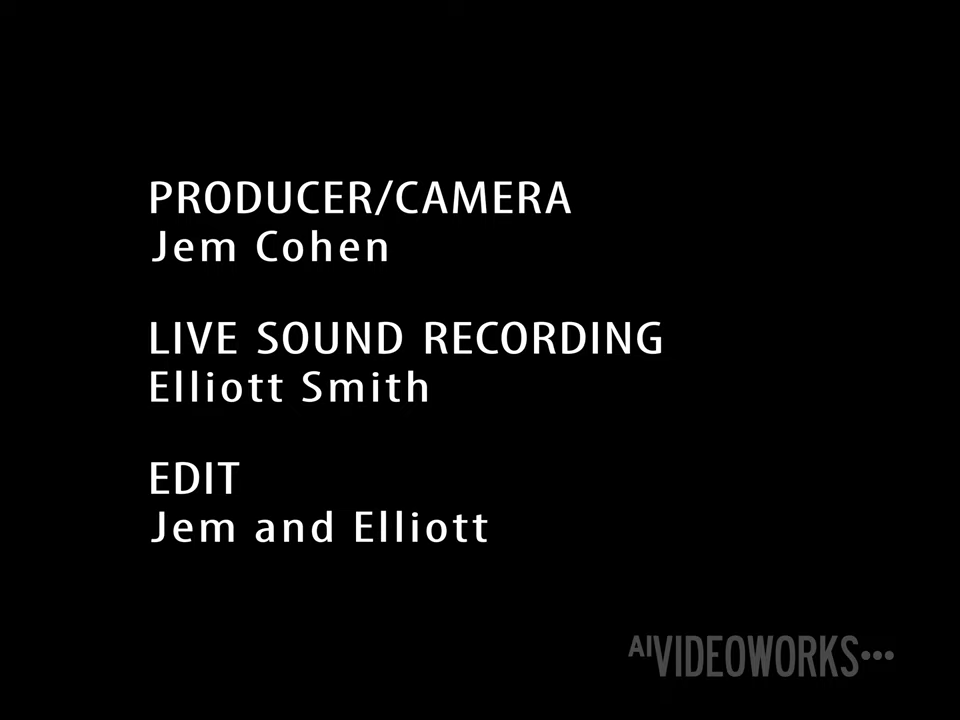 PRODUCER/CAMERA
Jem Cohen
LIVE SOUND RECORDING
Elliott Smith
EDIT
Jem and Elliott
AIVIDEOWORKS...